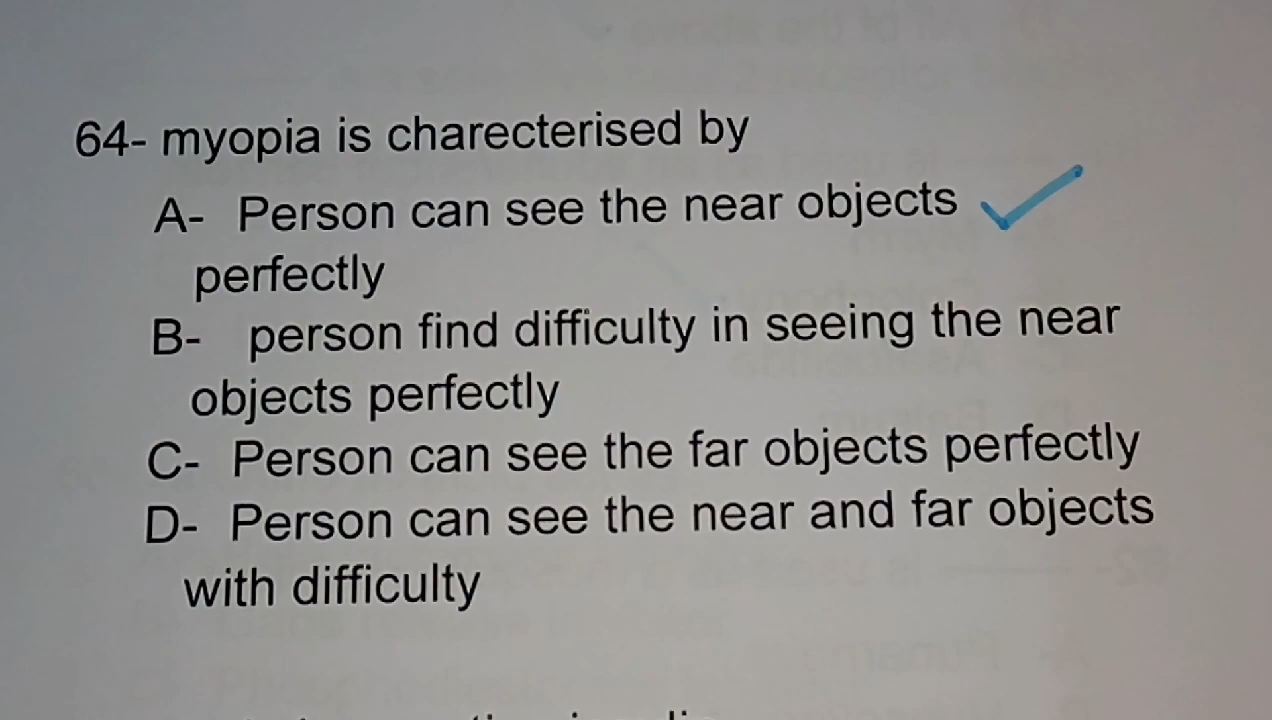 64- myopia is charecterised by
A- Person can see the near objects
perfectly
B- person find difficulty in seeing the near
objects perfectly
C- Person can see the far objects perfectly
D- Person can see the near and far objects
with difficulty